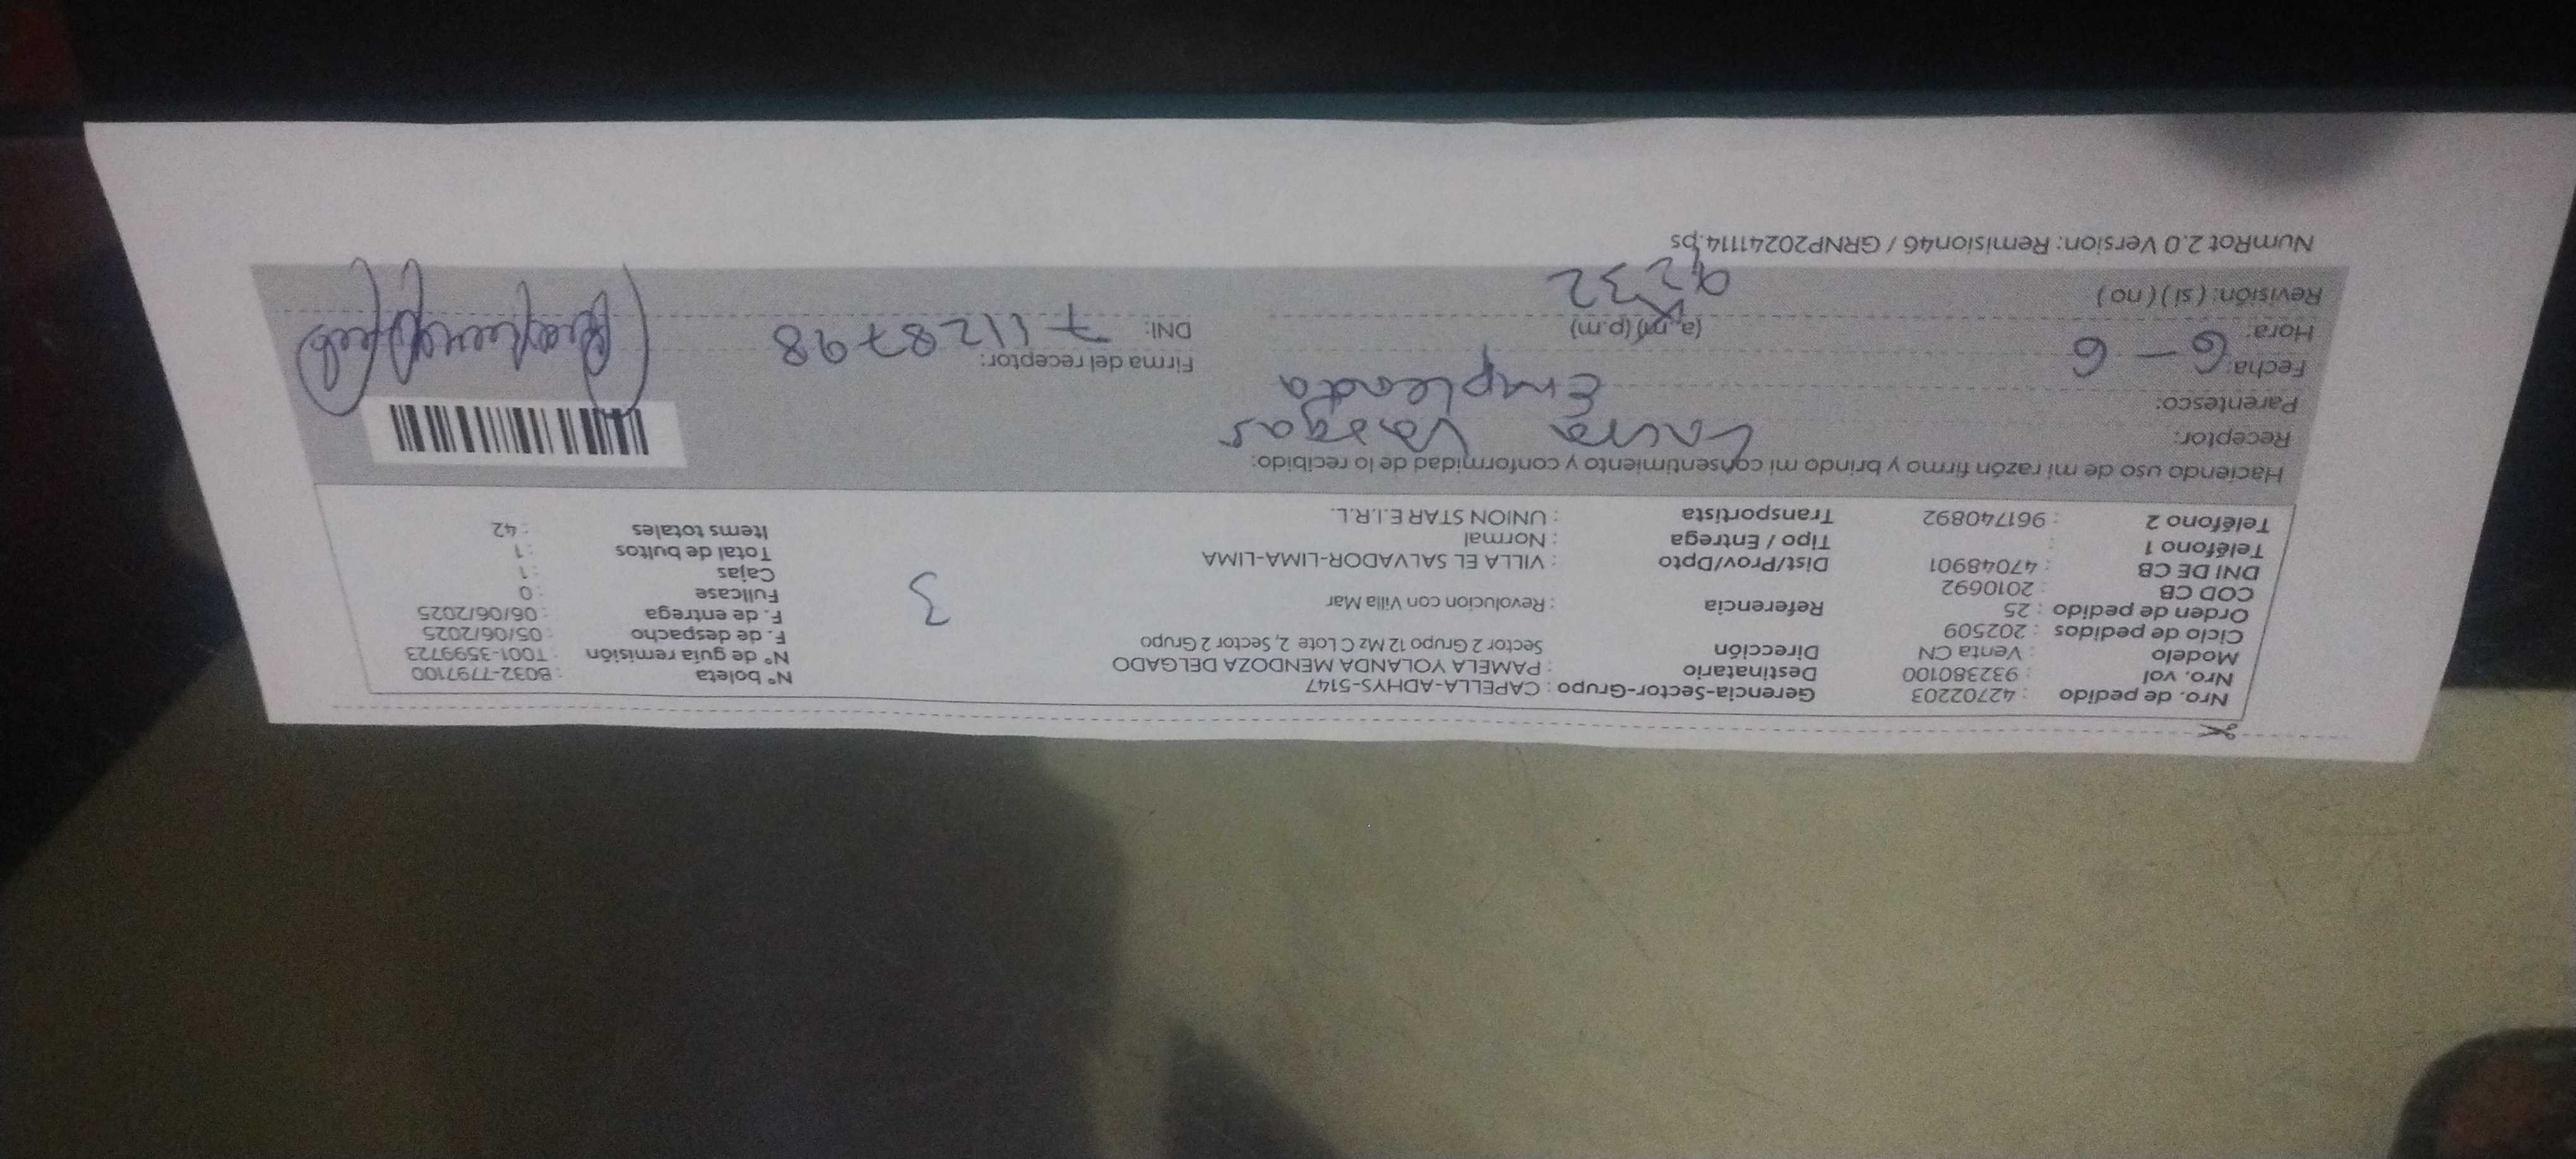 Nro. de pedido : 42702203 Gerencia-Sector-Grupo : CAPELLA-ADHYS-5147 N° boleta : B032-7797100
Nro. vol : 932380100 Destinatario : PAMELA YOLANDA MENDOZA DELGADO N° de guía remisión : T001-3599723
Modelo : Venta CN Dirección Sector 2 Grupo 12 Mz C Lote 2, Sector 2 Grupo F. de despacho : 05/06/2025
Ciclo de pedidos : 202509 F. de entrega : 06/06/2025
Orden de pedido : 25 Referencia : Revolucion con Villa Mar Fullcase : 0
COD CB : 2010692 3 Cajas : 1
DNI DE CB : 47048901 Dist/Prov/Dpto : VILLA EL SALVADOR-LIMA-LIMA Total de bultos : 1
Teléfono 1 : Tipo / Entrega : Normal Items totales : 42
Teléfono 2 : 961740892 Transportista : UNION STAR E.I.R.L.
Haciendo uso de mi razón firmo y brindo mi consentimiento y conformidad de lo recibido:
Receptor: Laura Vargas
Parentesco: Empleada
Fecha: 6-6 Firma del receptor:
Hora: (a.m) (p.m) DNI: 71128798
Revisión: ( si ) ( no ) 9:32
NumRot 2.0 Version: Remision46 / GRNP20241114.ps